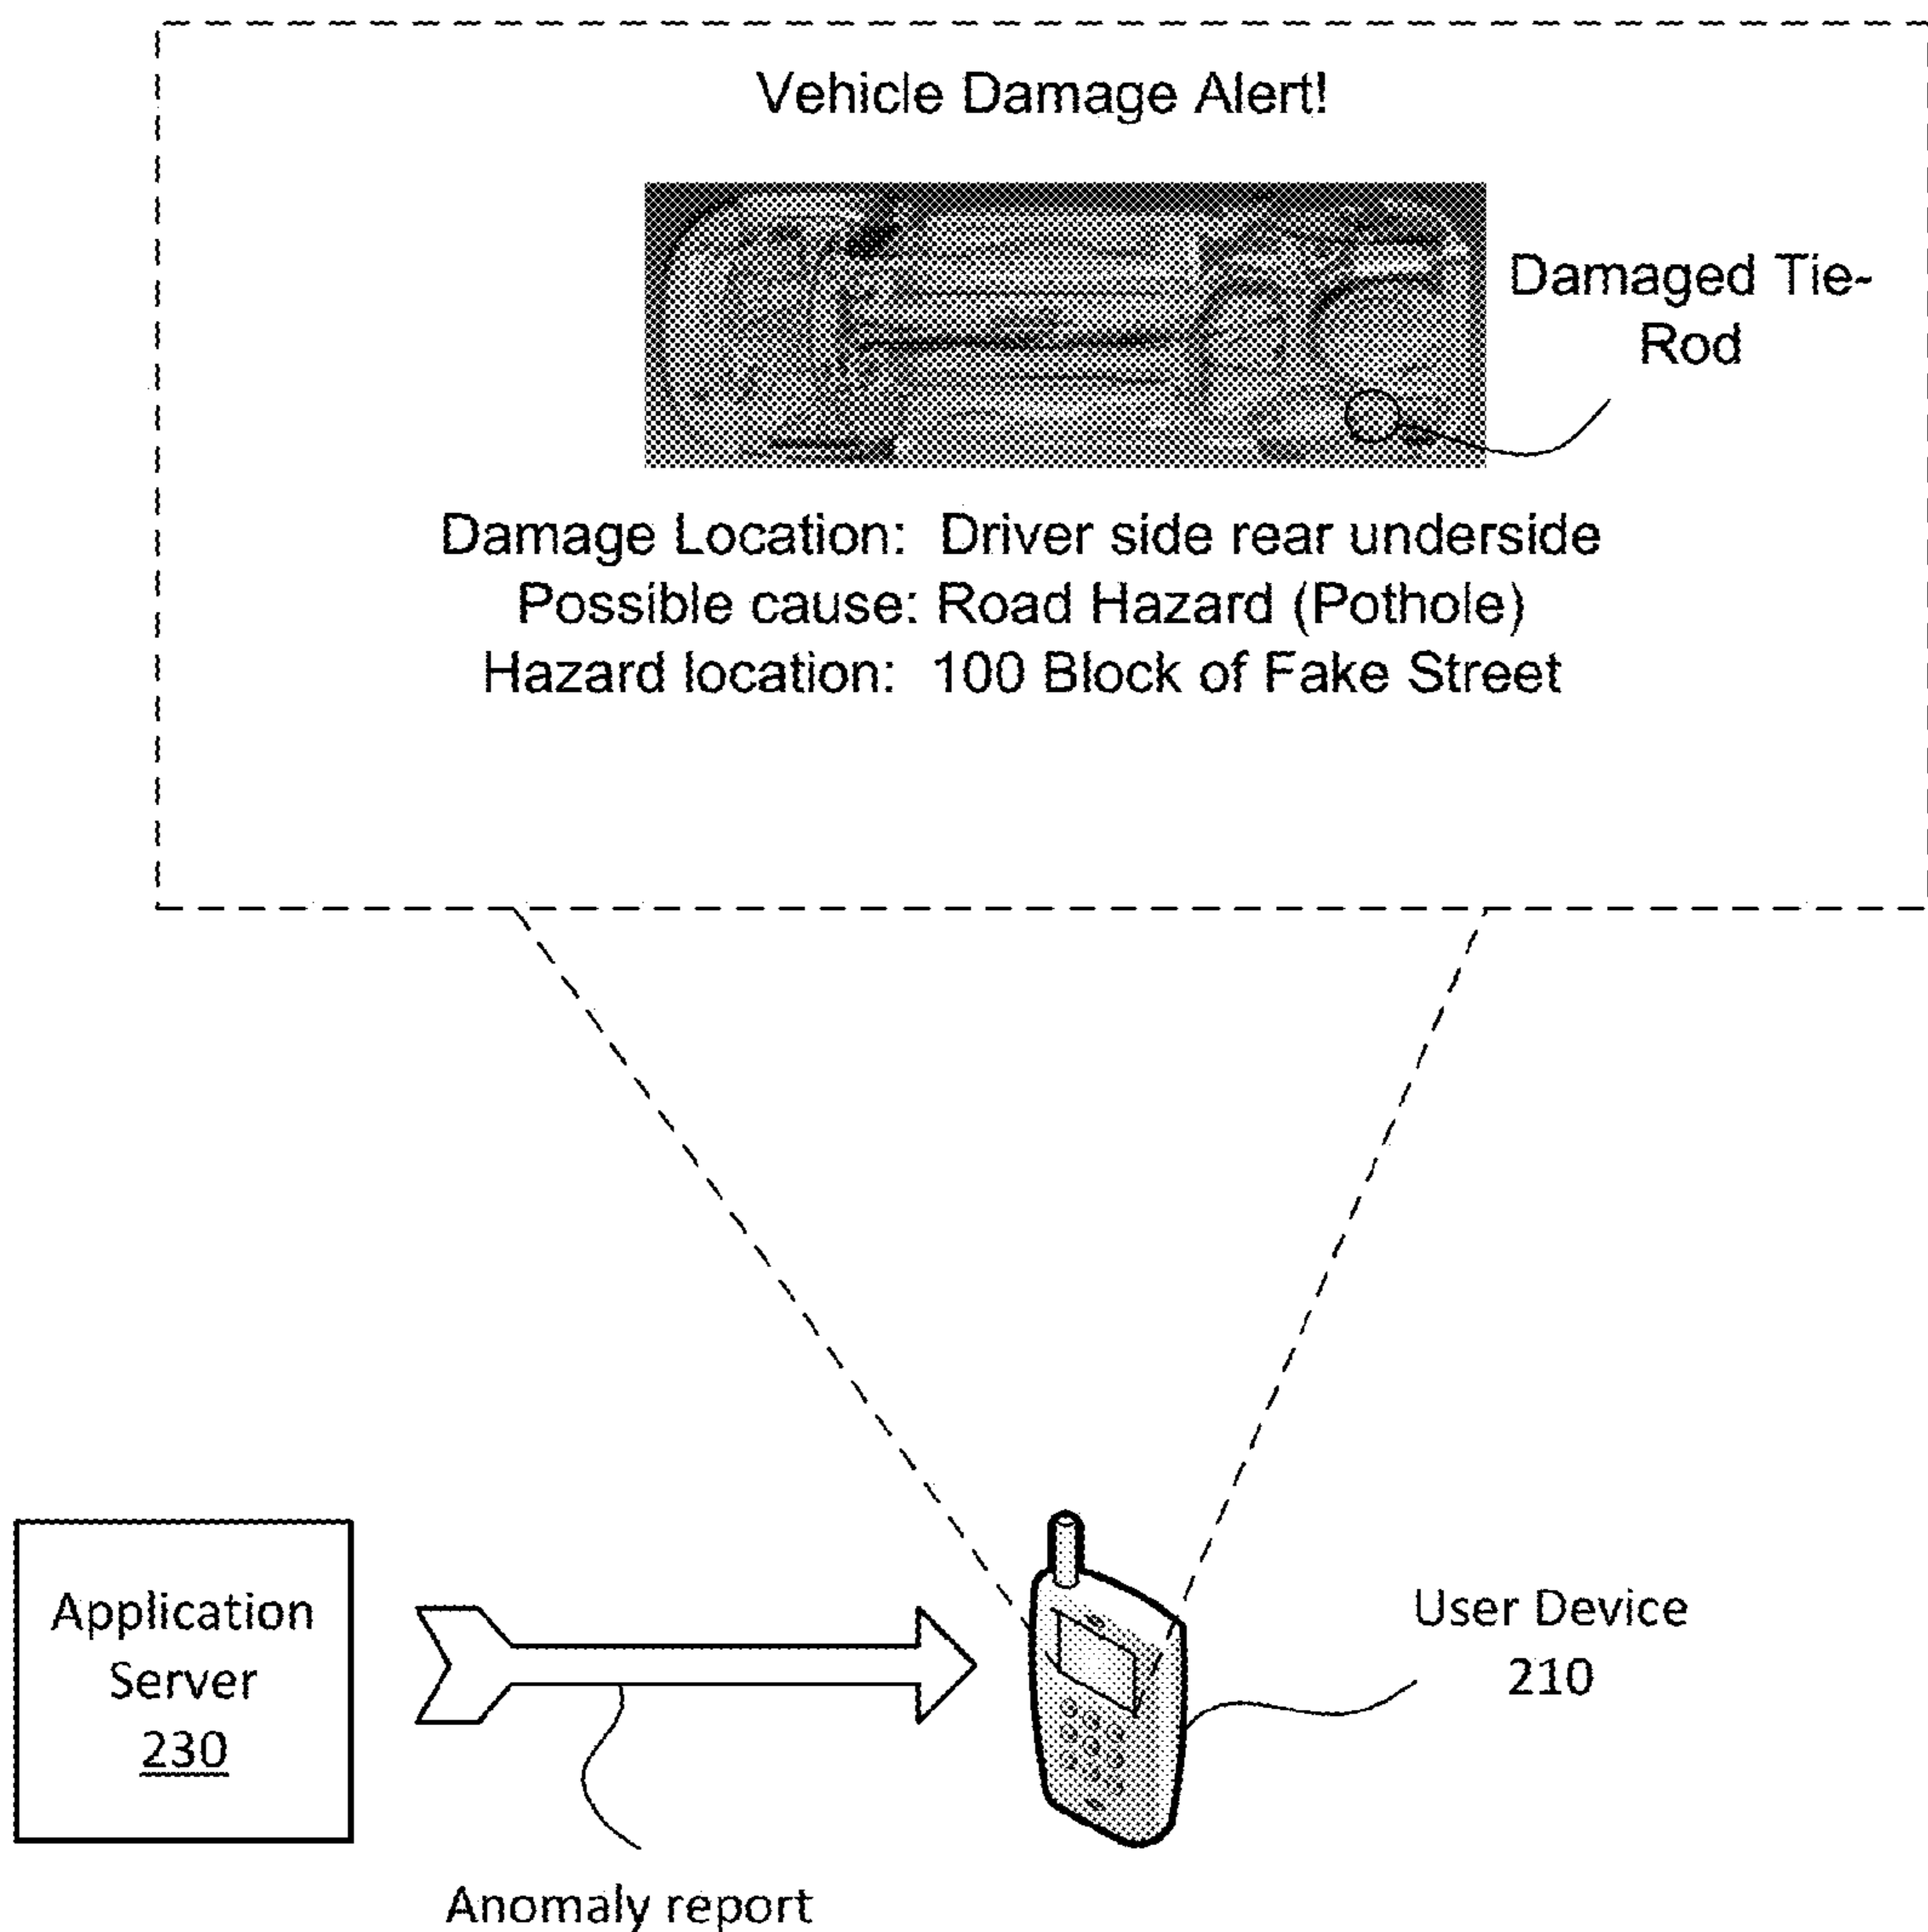 Vehicle Damage Alert!
Damaged Tie-
Rod
Damage Location: Driver side rear underside
Possible cause: Road Hazard (Pothole)
Hazard location: 100 Block of Fake Street
Application
Server
230
User Device
210
Anomaly report